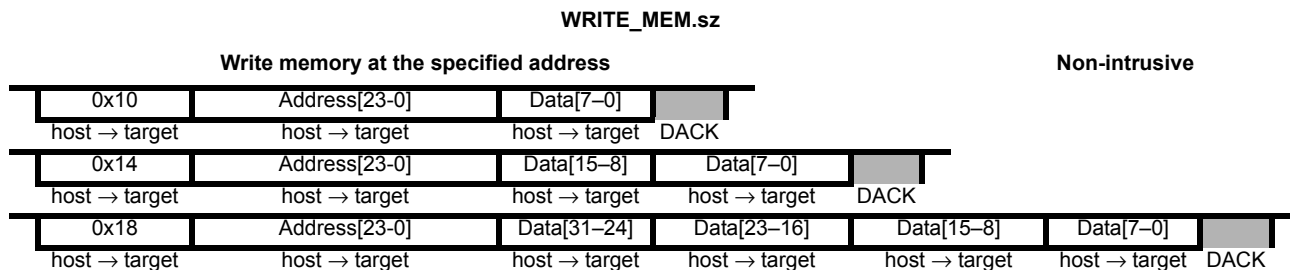 WRITE_MEM.sz
Write memory at the specified address Non-intrusive
0x10 Address[23-0] Data[7–0]
host → target host → target host → target DACK
0x14 Address[23-0] Data[15–8] Data[7–0]
host → target host → target host → target host → target DACK
0x18 Address[23-0] Data[31–24] Data[23–16] Data[15–8] Data[7–0]
host → target host → target host → target host → target host → target host → target DACK